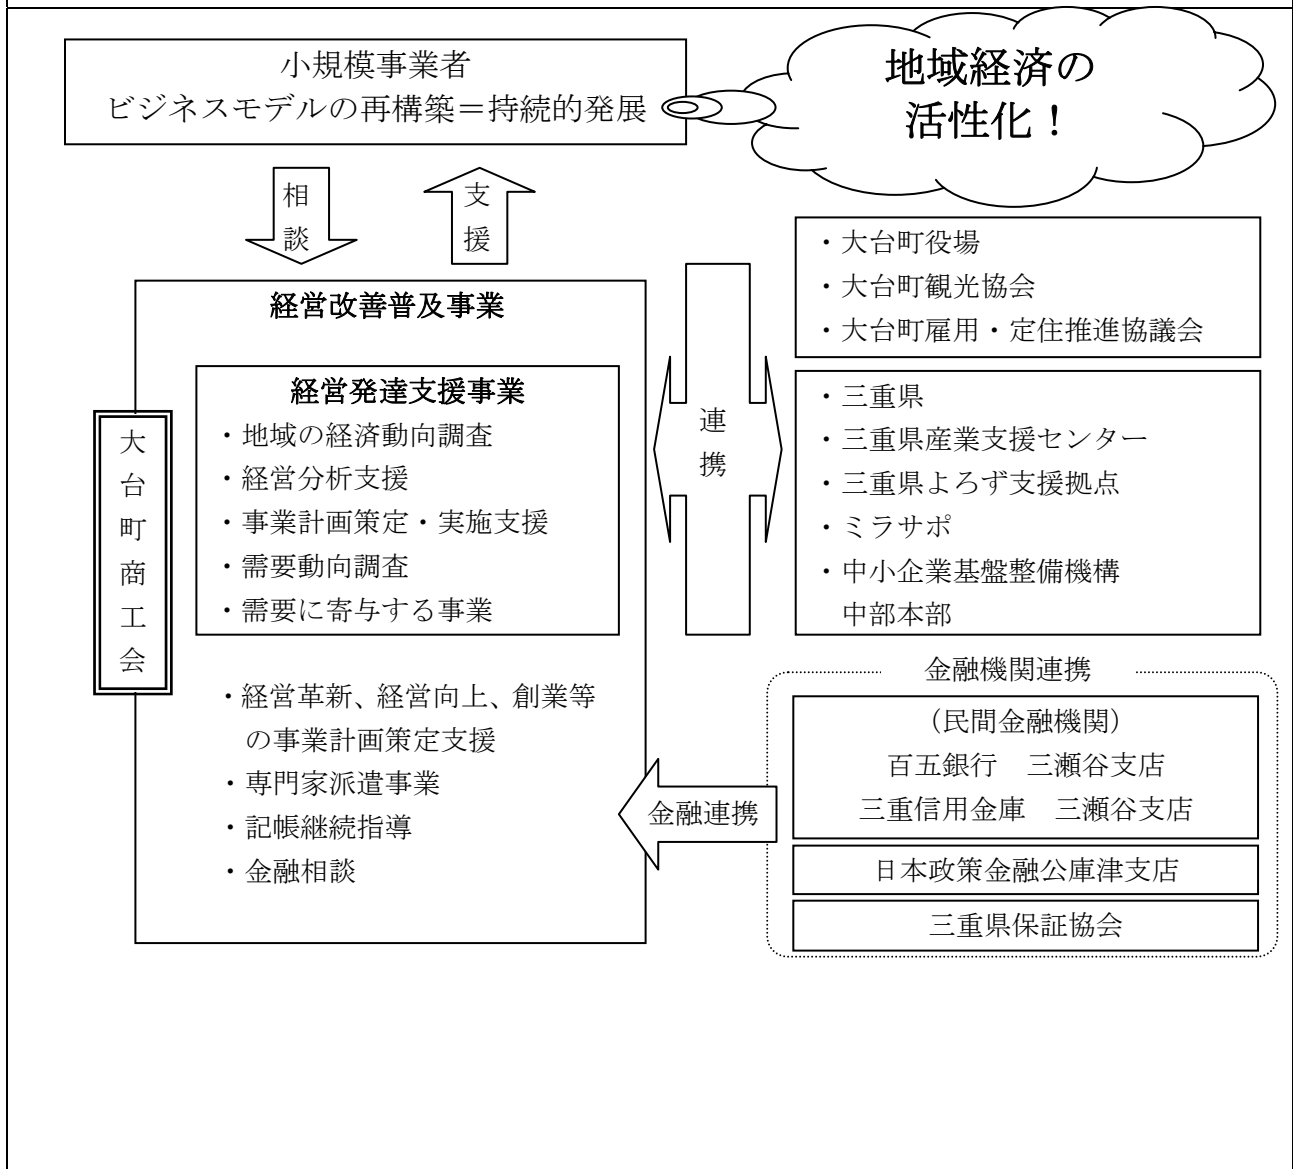 小規模事業者
ビジネスモデルの再構築＝持続的発展
地域経済の
活性化！
相談
支援
経営改善普及事業
経営発達支援事業
・地域の経済動向調査
・経営分析支援
・事業計画策定・実施支援
・需要動向調査
・需要に寄与する事業
大台町商工会
・経営革新、経営向上、創業等
の事業計画策定支援
・専門家派遣事業
・記帳継続指導
・金融相談
連携
・大台町役場
・大台町観光協会
・大台町雇用・定住推進協議会
・三重県
・三重県産業支援センター
・三重県よろず支援拠点
・ミラサポ
・中小企業基盤整備機構
中部本部
金融連携
金融機関連携
（民間金融機関）
百五銀行　三瀬谷支店
三重信用金庫　三瀬谷支店
日本政策金融公庫津支店
三重県保証協会